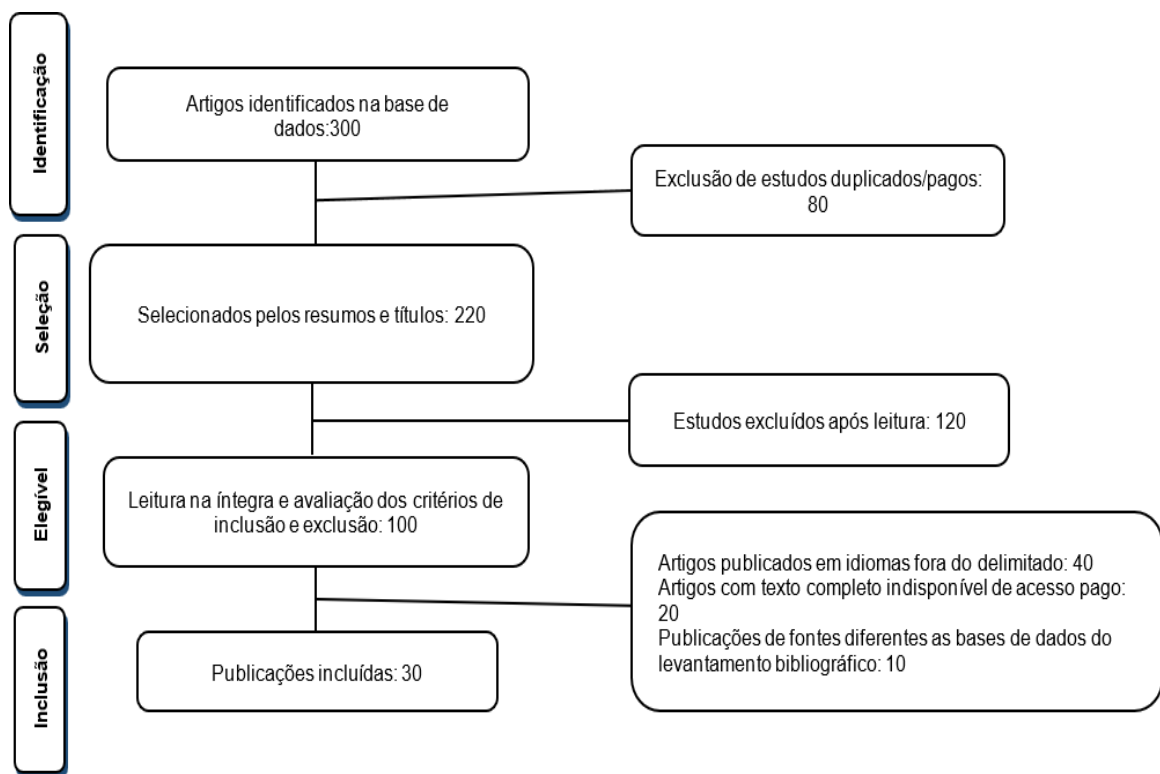 Identificação
Artigos identificados na base de
dados:300
Exclusão de estudos duplicados/pagos:
80
Seleção
Selecionados pelos resumos e títulos: 220
Estudos excluídos após leitura: 120
Elegível
Leitura na íntegra e avaliação dos critérios de
inclusão e exclusão: 100
Artigos publicados em idiomas fora do delimitado: 40
Artigos com texto completo indisponível de acesso pago:
20
Publicações de fontes diferentes as bases de dados do
levantamento bibliográfico: 10
Inclusão
Publicações incluídas: 30